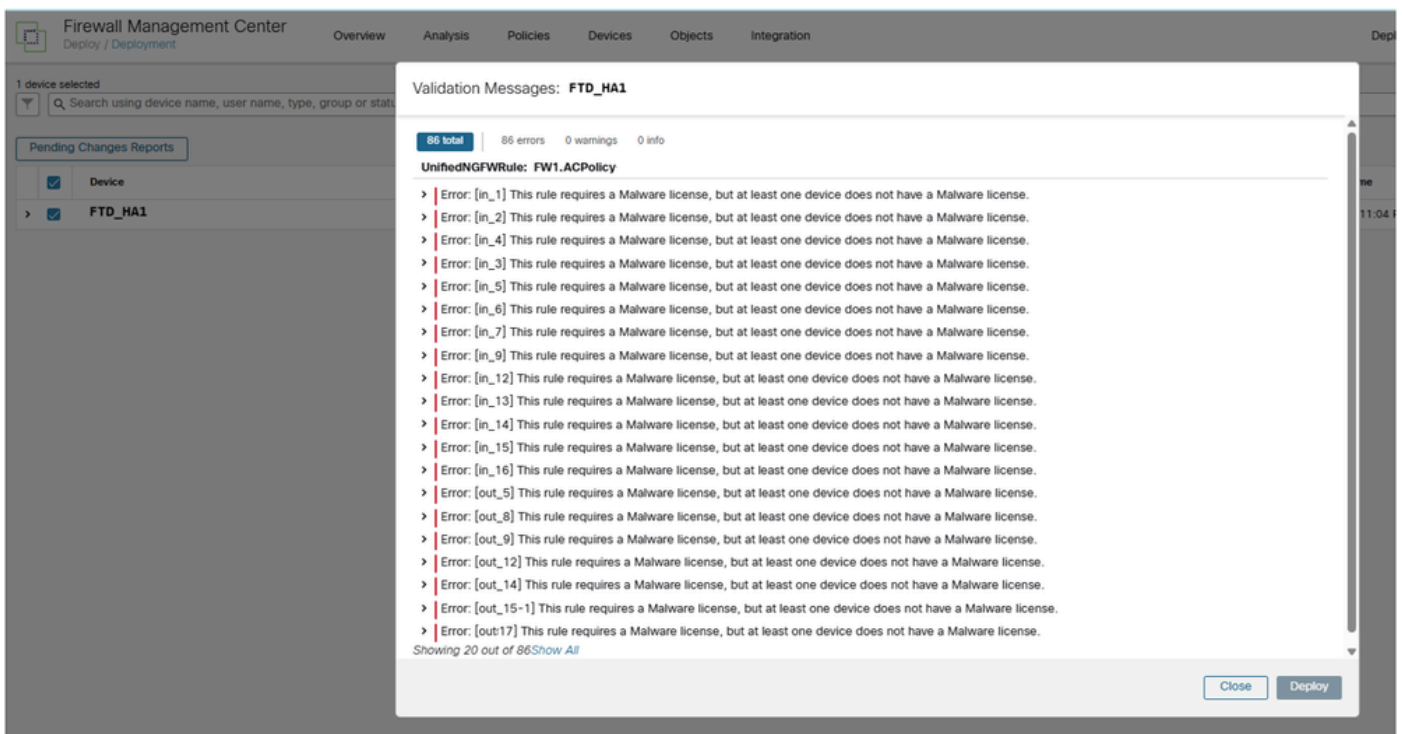 Firewall Management Center
Deploy / Deployment
Overview Analysis Policies Devices Objects Integration
1 device selected
Search using device name, user name, type, group or statu
Pending Changes Reports
Device
FTD_HA1
11:04
Validation Messages: FTD_HA1
86 total 86 errors 0 warnings 0 info
UnifiedNGFWRule: FW1.ACPolicy
Error: [in_1] This rule requires a Malware license, but at least one device does not have a Malware license.
Error: [in_2] This rule requires a Malware license, but at least one device does not have a Malware license.
Error: [in_4] This rule requires a Malware license, but at least one device does not have a Malware license.
Error: [in_3] This rule requires a Malware license, but at least one device does not have a Malware license.
Error: [in_5] This rule requires a Malware license, but at least one device does not have a Malware license.
Error: [in_6] This rule requires a Malware license, but at least one device does not have a Malware license.
Error: [in_7] This rule requires a Malware license, but at least one device does not have a Malware license.
Error: [in_9] This rule requires a Malware license, but at least one device does not have a Malware license.
Error: [in_12] This rule requires a Malware license, but at least one device does not have a Malware license.
Error: [in_13] This rule requires a Malware license, but at least one device does not have a Malware license.
Error: [in_14] This rule requires a Malware license, but at least one device does not have a Malware license.
Error: [in_15] This rule requires a Malware license, but at least one device does not have a Malware license.
Error: [in_16] This rule requires a Malware license, but at least one device does not have a Malware license.
Error: [out_5] This rule requires a Malware license, but at least one device does not have a Malware license.
Error: [out_8] This rule requires a Malware license, but at least one device does not have a Malware license.
Error: [out_9] This rule requires a Malware license, but at least one device does not have a Malware license.
Error: [out_12] This rule requires a Malware license, but at least one device does not have a Malware license.
Error: [out_14] This rule requires a Malware license, but at least one device does not have a Malware license.
Error: [out_15-1] This rule requires a Malware license, but at least one device does not have a Malware license.
Error: [out:17] This rule requires a Malware license, but at least one device does not have a Malware license.
Showing 20 out of 86Show All
Close Deploy